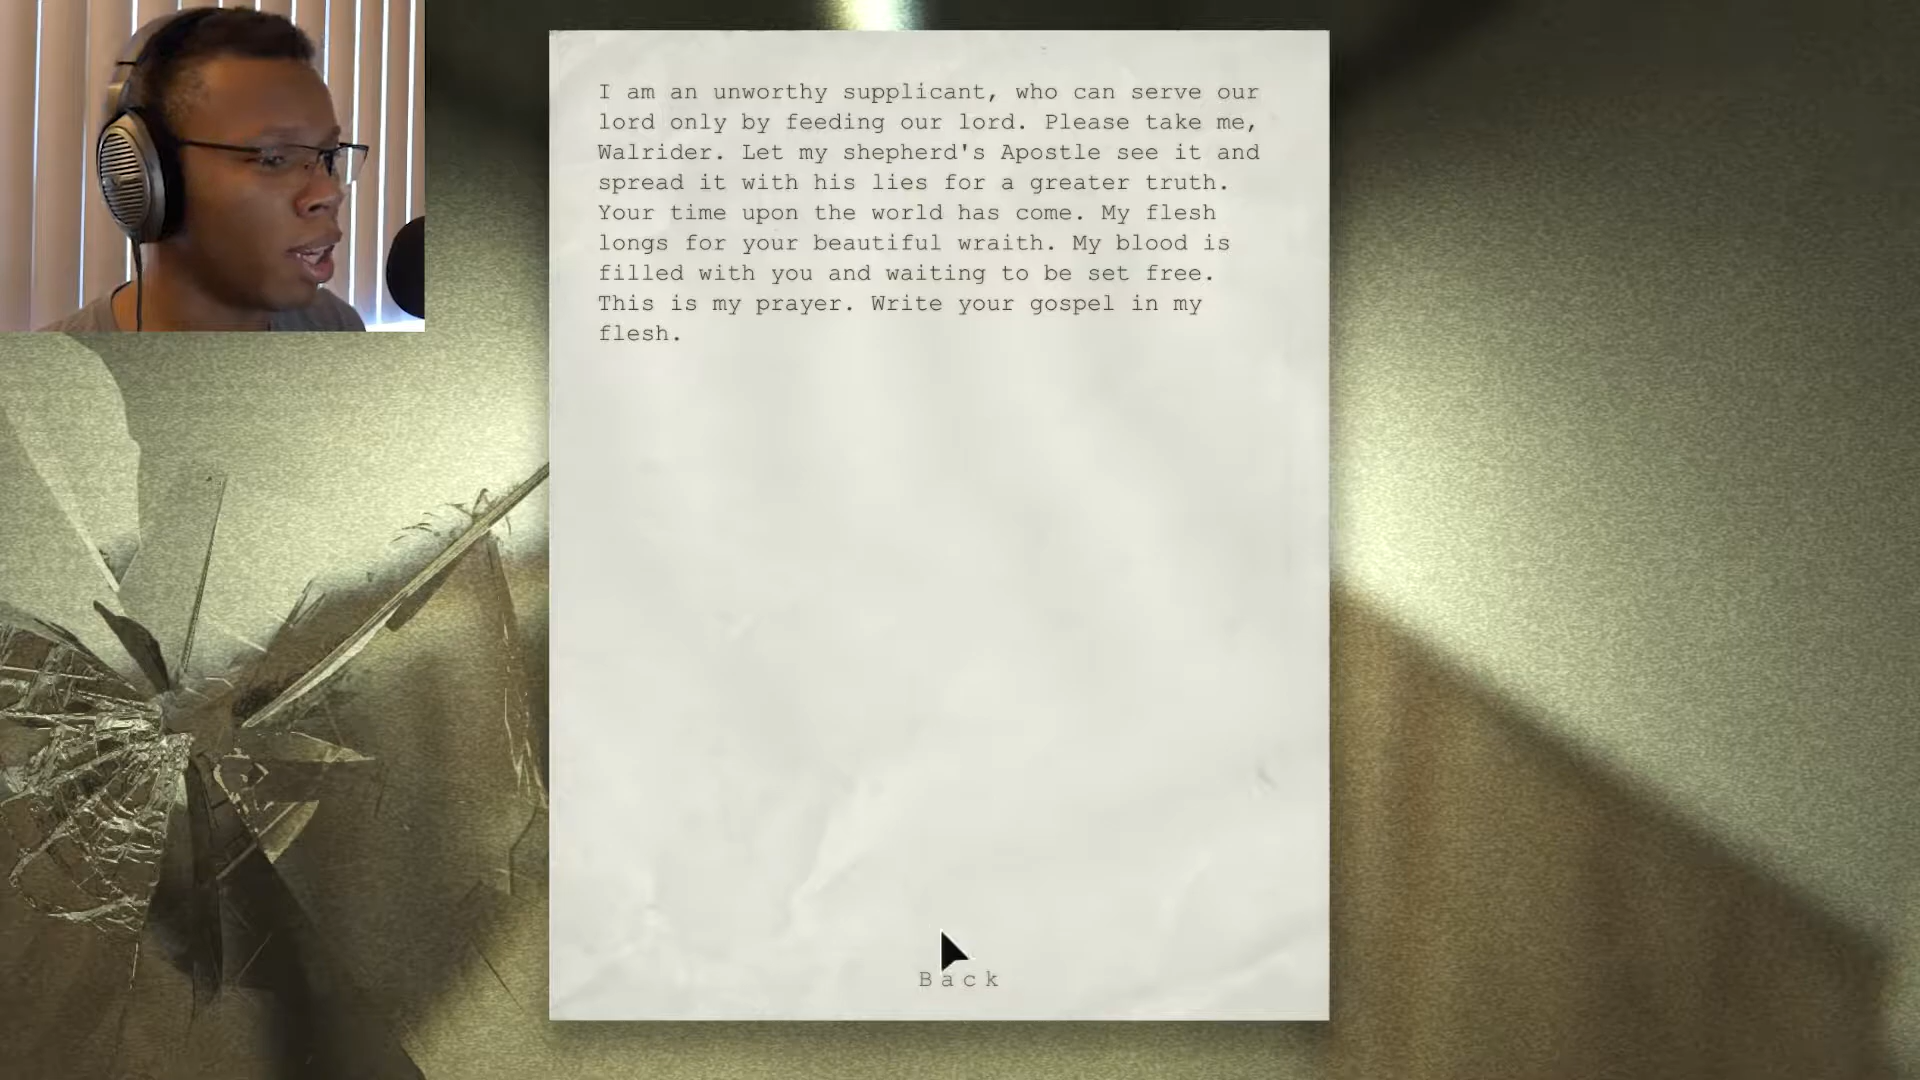 I am an unworthy supplicant, who can serve our
lord only by feeding our lord. Please take me,
Walrider. Let my shepherd's Apostle see it and
spread it with his lies for a greater truth.
Your time upon the world has come. My flesh
longs for your beautiful wraith. My blood is
filled with you and waiting to be set free.
This is my prayer. Write your gospel in my
flesh.
Back